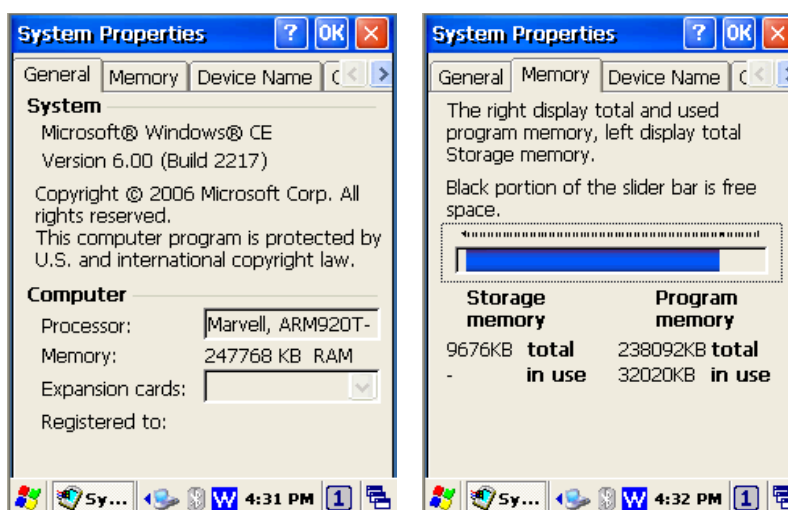 System Properties ? OK
General Memory Device Name
System
Microsoft® Windows® CE
Version 6.00 (Build 2217)
Copyright © 2006 Microsoft Corp. All
rights reserved.
This computer program is protected by
U.S. and international copyright law.
Computer
Processor: Marvell, ARM920T-
Memory: 247768 KB RAM
Expansion cards:
Registered to:
Sy... W 4:31 PM 1
System Properties ? OK
General Memory Device Name
The right display total and used
program memory, left display total
Storage memory.
Black portion of the slider bar is free
space.
Storage memory Program memory
9676KB total 238092KB total
- in use 32020KB in use
Sy... W 4:32 PM 1